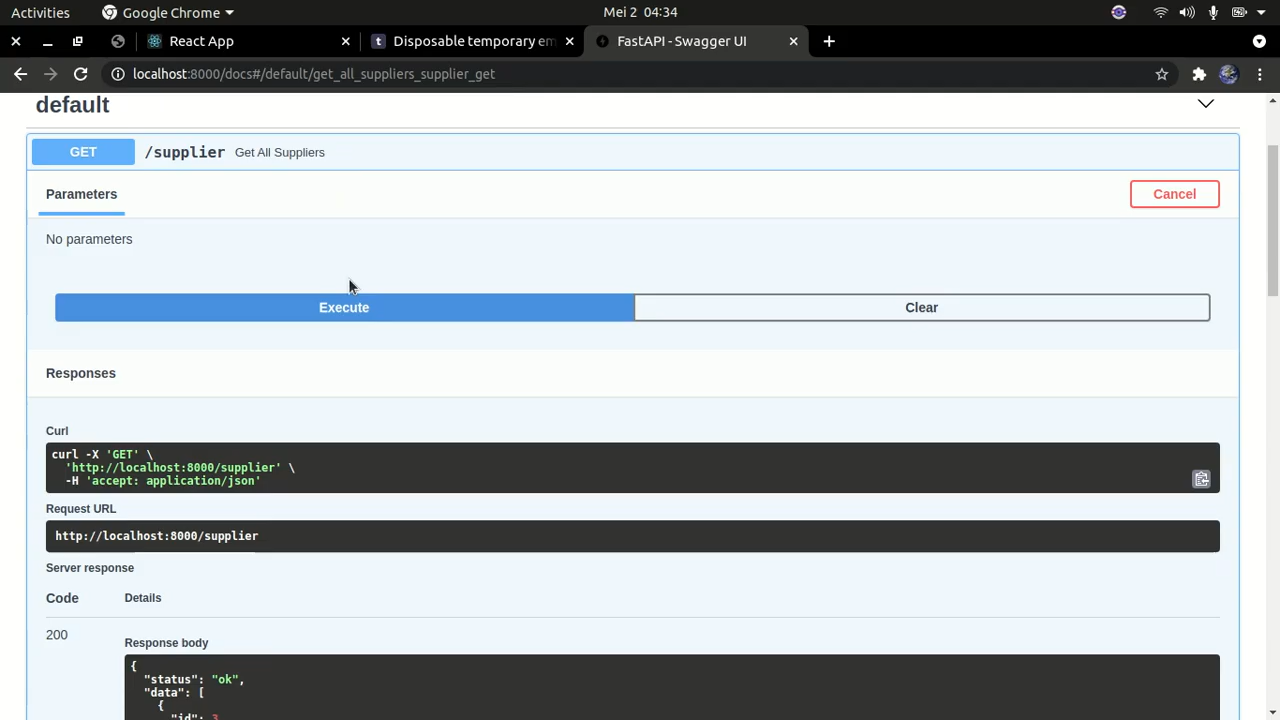 Activities
Google Chrome
Mei 2 04:34
React App
Disposable temporary em
FastAPI - Swagger UI
localhost:8000/docs#/default/get_all_suppliers_supplier_get
default
GET /supplier Get All Suppliers
Parameters
Cancel
No parameters
Execute
Clear
Responses
Curl
curl -X 'GET' \
'http://localhost:8000/supplier' \
-H 'accept: application/json'
Request URL
http://localhost:8000/supplier
Server response
Code
Details
200
Response body
{
"status": "ok",
"data": [
{
"id": 3